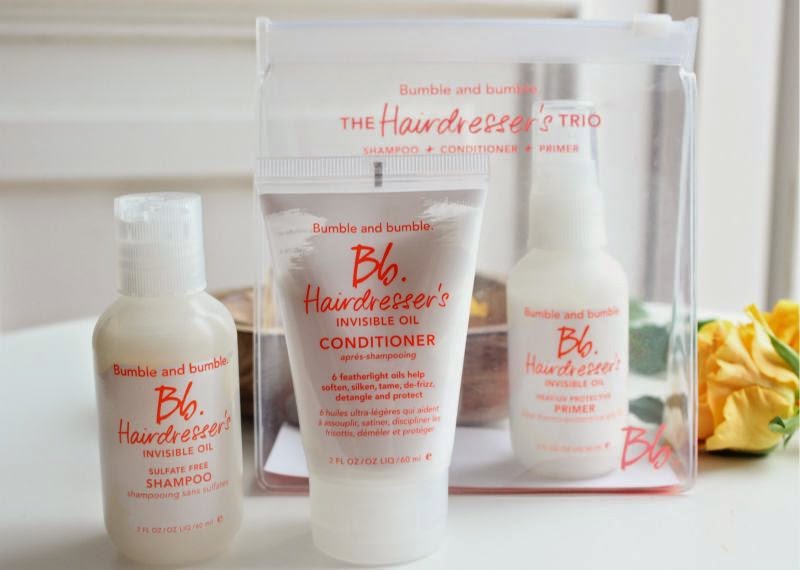 Bumble and bumble.
THE Hairdresser's TRIO
SHAMPOO + CONDITIONER + PRIMER
Bb.
Bumble and bumble.
Bb.
Hairdresser's
INVISIBLE OIL
SULFATE FREE
SHAMPOO
shampooing sans sulfates
2 FL OZ/OZ LIQ/60 ml e
Bumble and bumble.
Bb.
Hairdresser's
INVISIBLE OIL
CONDITIONER
après-shampooing
6 featherlight oils help
soften, silken, tame, de-frizz,
detangle and protect
6 huiles ultra-légères qui aident
à assouplir, satiner, discipliner les
frisottis, démêler et protéger
2 FL OZ/OZ LIQ/60 ml e
Bumble and bumble
Bb.
Hairdresser's
INVISIBLE OIL
HEAT/UV PROTECTIVE
PRIMER